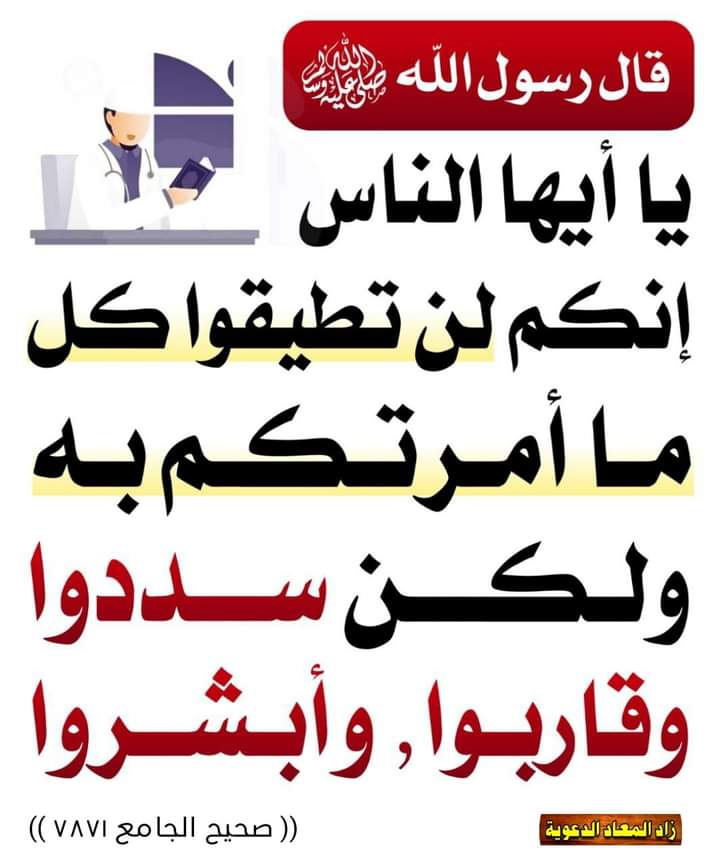 قال رسول الله ﷺ
يا أيها الناس
إنكم لن تطيقوا كل
ما أمرتكم به
ولكن سددوا
وقاربوا , وأبشروا
(( صحيح الجامع ٧٨٧١ ))
زاد المعاد الدعوية